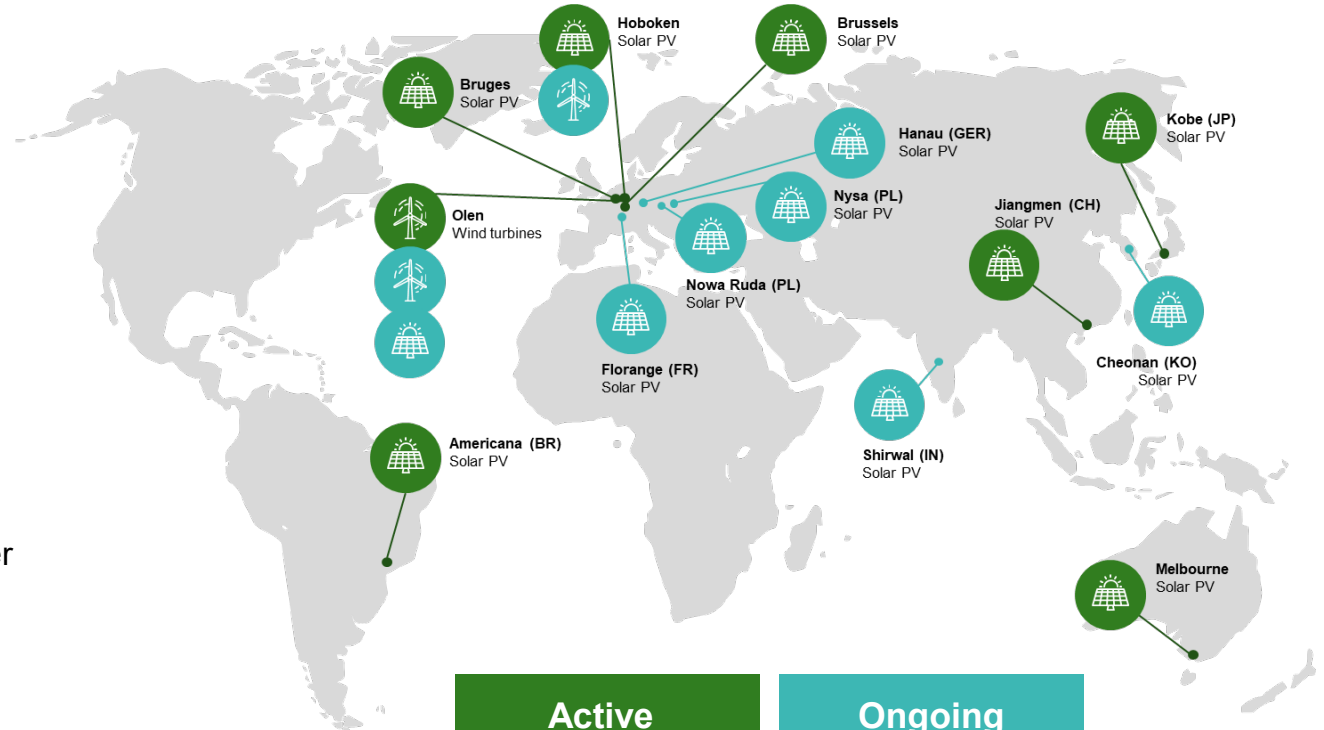 Hoboken
Solar PV
Brussels
Solar PV
Bruges
Solar PV
Hanau (GER)
Solar PV
Kobe (JP)
Solar PV
Nysa (PL)
Solar PV
Jiangmen (CH)
Solar PV
Olen
Wind turbines
Nowa Ruda (PL)
Solar PV
Florange (FR)
Solar PV
Cheonan (KO)
Solar PV
Americana (BR)
Solar PV
Shirwal (IN)
Solar PV
er
Melbourne
Solar PV
Active
Ongoing